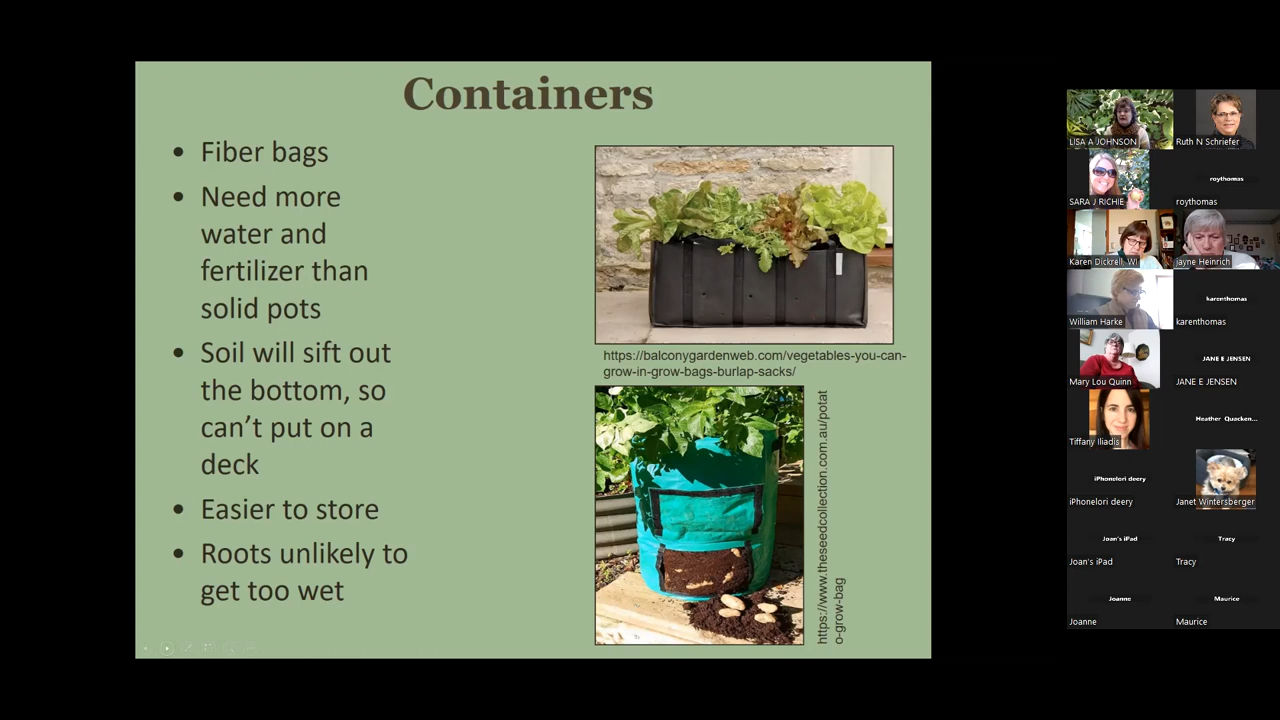 Containers
• Fiber bags
• Need more
water and
fertilizer than
solid pots
• Soil will sift out
the bottom, so
can’t put on a
deck
• Easier to store
• Roots unlikely to
get too wet
https://balconygardenweb.com/vegetables-you-can-
grow-in-grow-bags-burlap-sacks/
https://www.theseedcollection.com.au/potat
o-grow-bag
LISA A JOHNSON
Ruth N Schriefer
SARA J RICHIE
roythomas
roythomas
Karen Dickrell, WI
jayne Heinrich
William Harke
karenthomas
karenthomas
Mary Lou Quinn
JANE E JENSEN
JANE E JENSEN
Tiffany Iliadis
Heather Quacken...
iPhonelori deery
iPhonelori deery
Janet Wintersberger
Joan's iPad
Joan's iPad
Tracy
Tracy
Joanne
Joanne
Maurice
Maurice